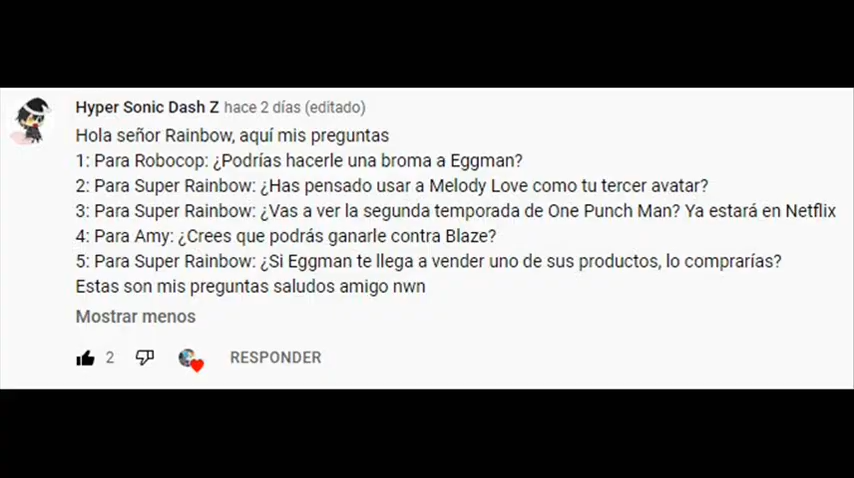 Hyper Sonic Dash Z hace 2 días (editado)
Hola señor Rainbow, aquí mis preguntas
1: Para Robocop: ¿Podrías hacerle una broma a Eggman?
2: Para Super Rainbow: ¿Has pensado usar a Melody Love como tu tercer avatar?
3: Para Super Rainbow: ¿Vas a ver la segunda temporada de One Punch Man? Ya estará en Netflix
4: Para Amy: ¿Crees que podrás ganarle contra Blaze?
5: Para Super Rainbow: ¿Si Eggman te llega a vender uno de sus productos, lo comprarías?
Estas son mis preguntas saludos amigo nwn
Mostrar menos
2 RESPONDER